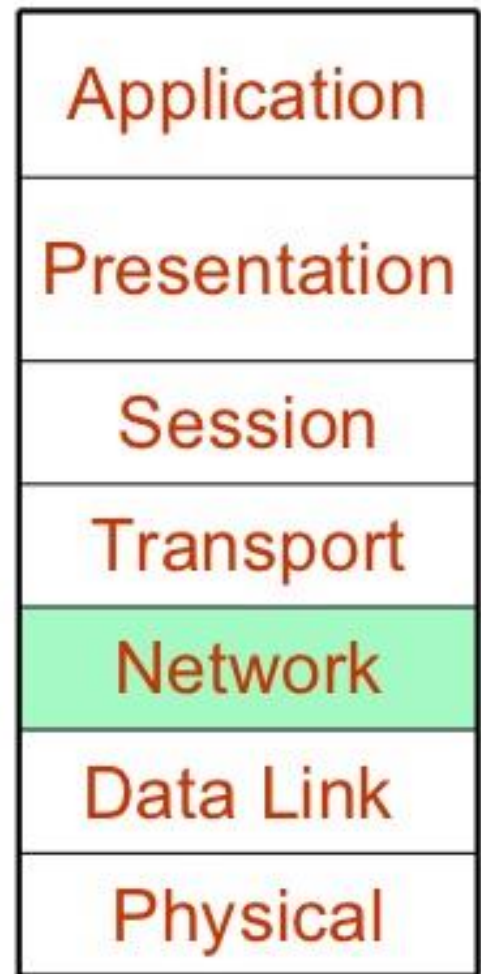 Application
Presentation
Session
Transport
Network
Data Link
Physical